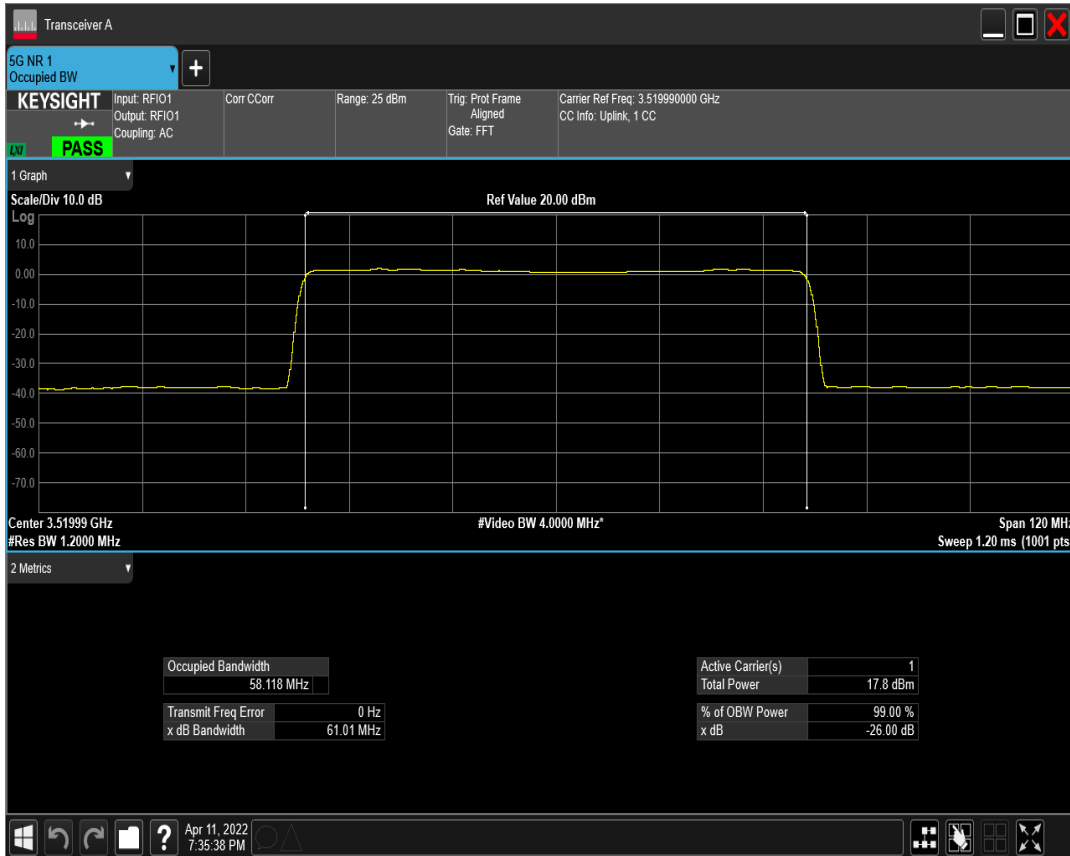 Transceiver A
5G NR 1
Occupied BW
+
KEYSIGHT
LXI
PASS
Input: RFIO1
Output: RFIO1
Coupling: AC
Corr CCorr
Range: 25 dBm
Trig: Prot Frame
Aligned
Gate: FFT
Carrier Ref Freq: 3.519990000 GHz
CC Info: Uplink, 1 CC
1 Graph
Scale/Div 10.0 dB
Ref Value 20.00 dBm
Log
10.0
0.00
-10.0
-20.0
-30.0
-40.0
-50.0
-60.0
-70.0
Center 3.51999 GHz
#Video BW 4.0000 MHz*
Span 120 MHz
#Res BW 1.2000 MHz
Sweep 1.20 ms (1001 pts
2 Metrics
Occupied Bandwidth
58.118 MHz
Transmit Freq Error 0 Hz
x dB Bandwidth 61.01 MHz
Active Carrier(s) 1
Total Power 17.8 dBm
% of OBW Power 99.00 %
x dB -26.00 dB
?
Apr 11, 2022
7:35:38 PM